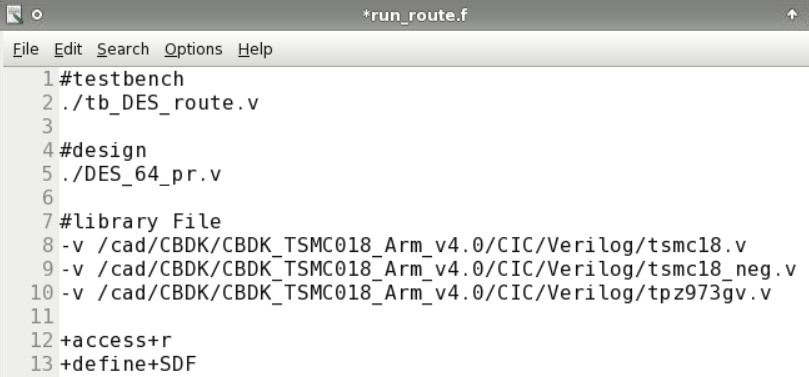 *run_route.f
File Edit Search Options Help
1 #testbench
2 ./tb_DES_route.v
3
4 #design
5 ./DES_64_pr.v
6
7 #library File
8 -v /cad/CBDK/CBDK_TSMC018_Arm_v4.0/CIC/Verilog/tsmc18.v
9 -v /cad/CBDK/CBDK_TSMC018_Arm_v4.0/CIC/Verilog/tsmc18_neg.v
10 -v /cad/CBDK/CBDK_TSMC018_Arm_v4.0/CIC/Verilog/tpz973gv.v
11
12 +access+r
13 +define+SDF